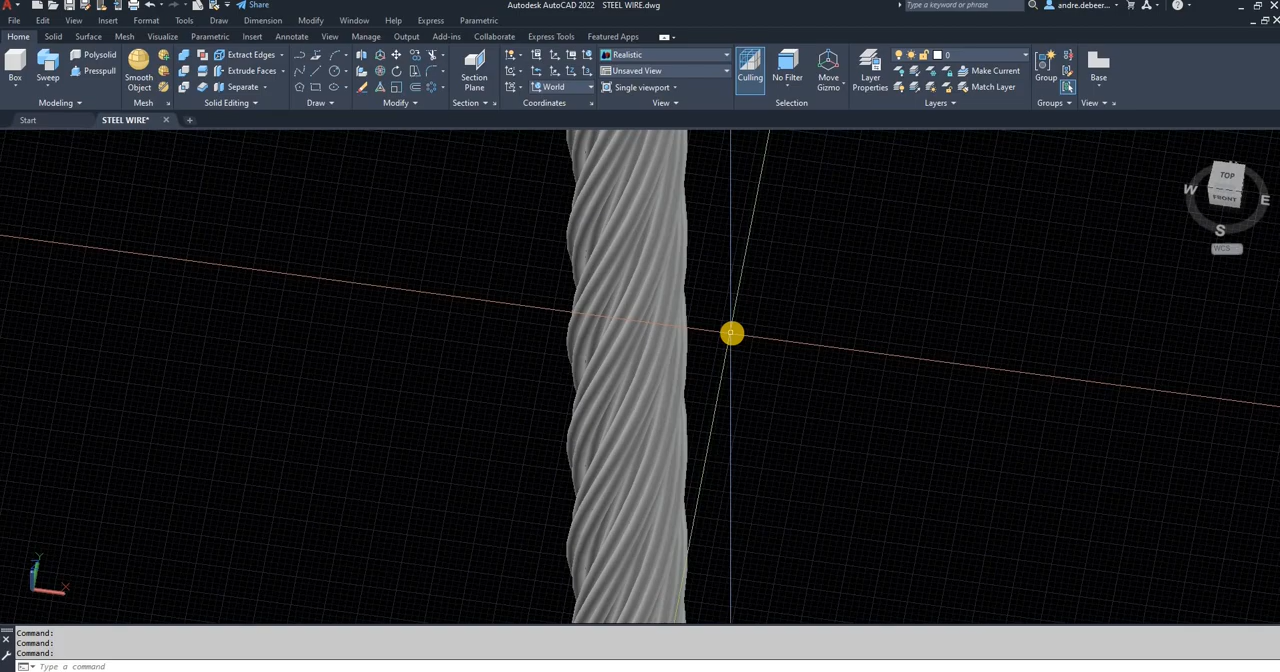 Share
Autodesk AutoCAD 2022 STEEL WIRE.dwg
Type a keyword or phrase
andre.debeer...
File Edit View Insert Format Tools Draw Dimension Modify Window Help Express Parametric
Home Solid Surface Mesh Visualize Parametric Insert Annotate View Manage Output Add-ins Collaborate Express Tools Featured Apps
Box
Sweep
Polysolid
Presspull
Modeling
Smooth
Object
Mesh
Extract Edges
Extrude Faces
Separate
Solid Editing
Draw
Modify
Section
Plane
Section
World
Coordinates
Realistic
Unsaved View
Single viewport
View
Culling
No Filter
Move
Gizmo
Selection
Layer
Properties
0
Make Current
Match Layer
Layers
Group
Groups
Base
View
Start
STEEL WIRE*
TOP
FRONT
W
E
S
WCS
Y
X
Command:
Command:
Command:
Type a command